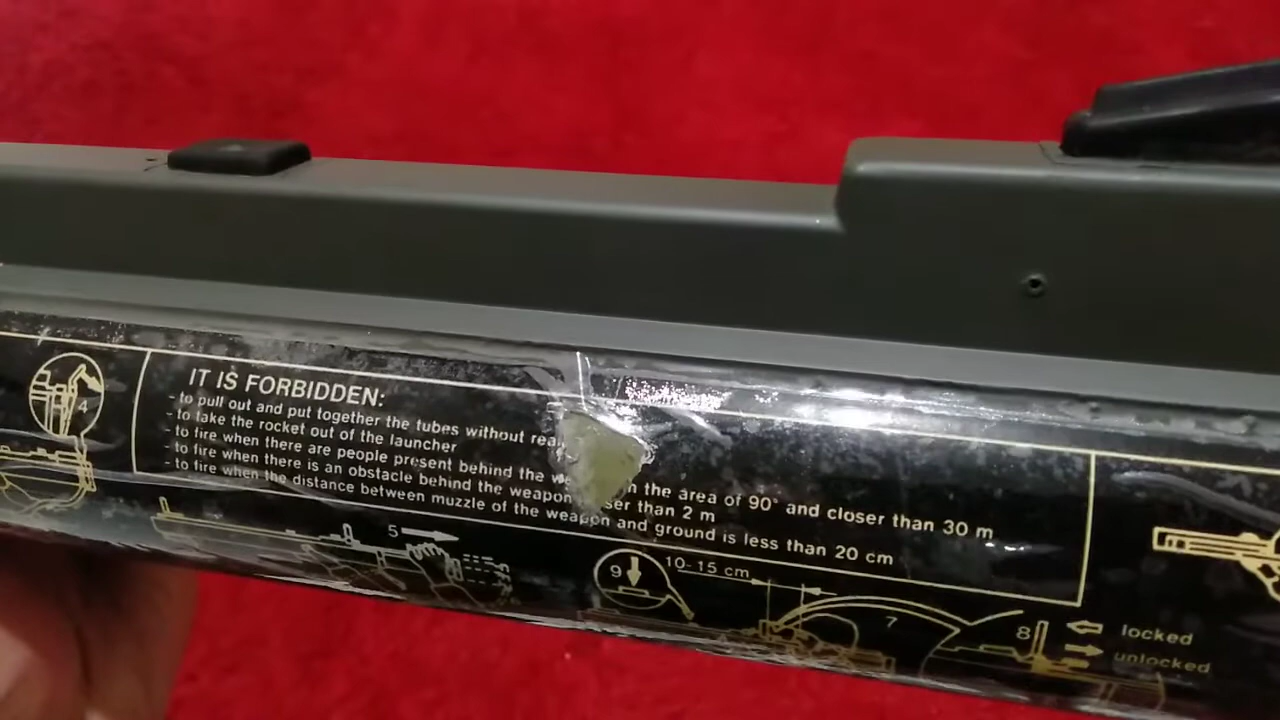 IT IS FORBIDDEN:
- to pull out and put together the tubes without
- to take the rocket out of the launcher
- to fire when there are people present behind the the area of 90° and closer than 30 m
- to fire when there is an obstacle behind the weapon than 2 m
- to fire when the distance between muzzle of the weapon and ground is less than 20 cm
4
5
9
10-15 cm
7
8
locked
unlocked